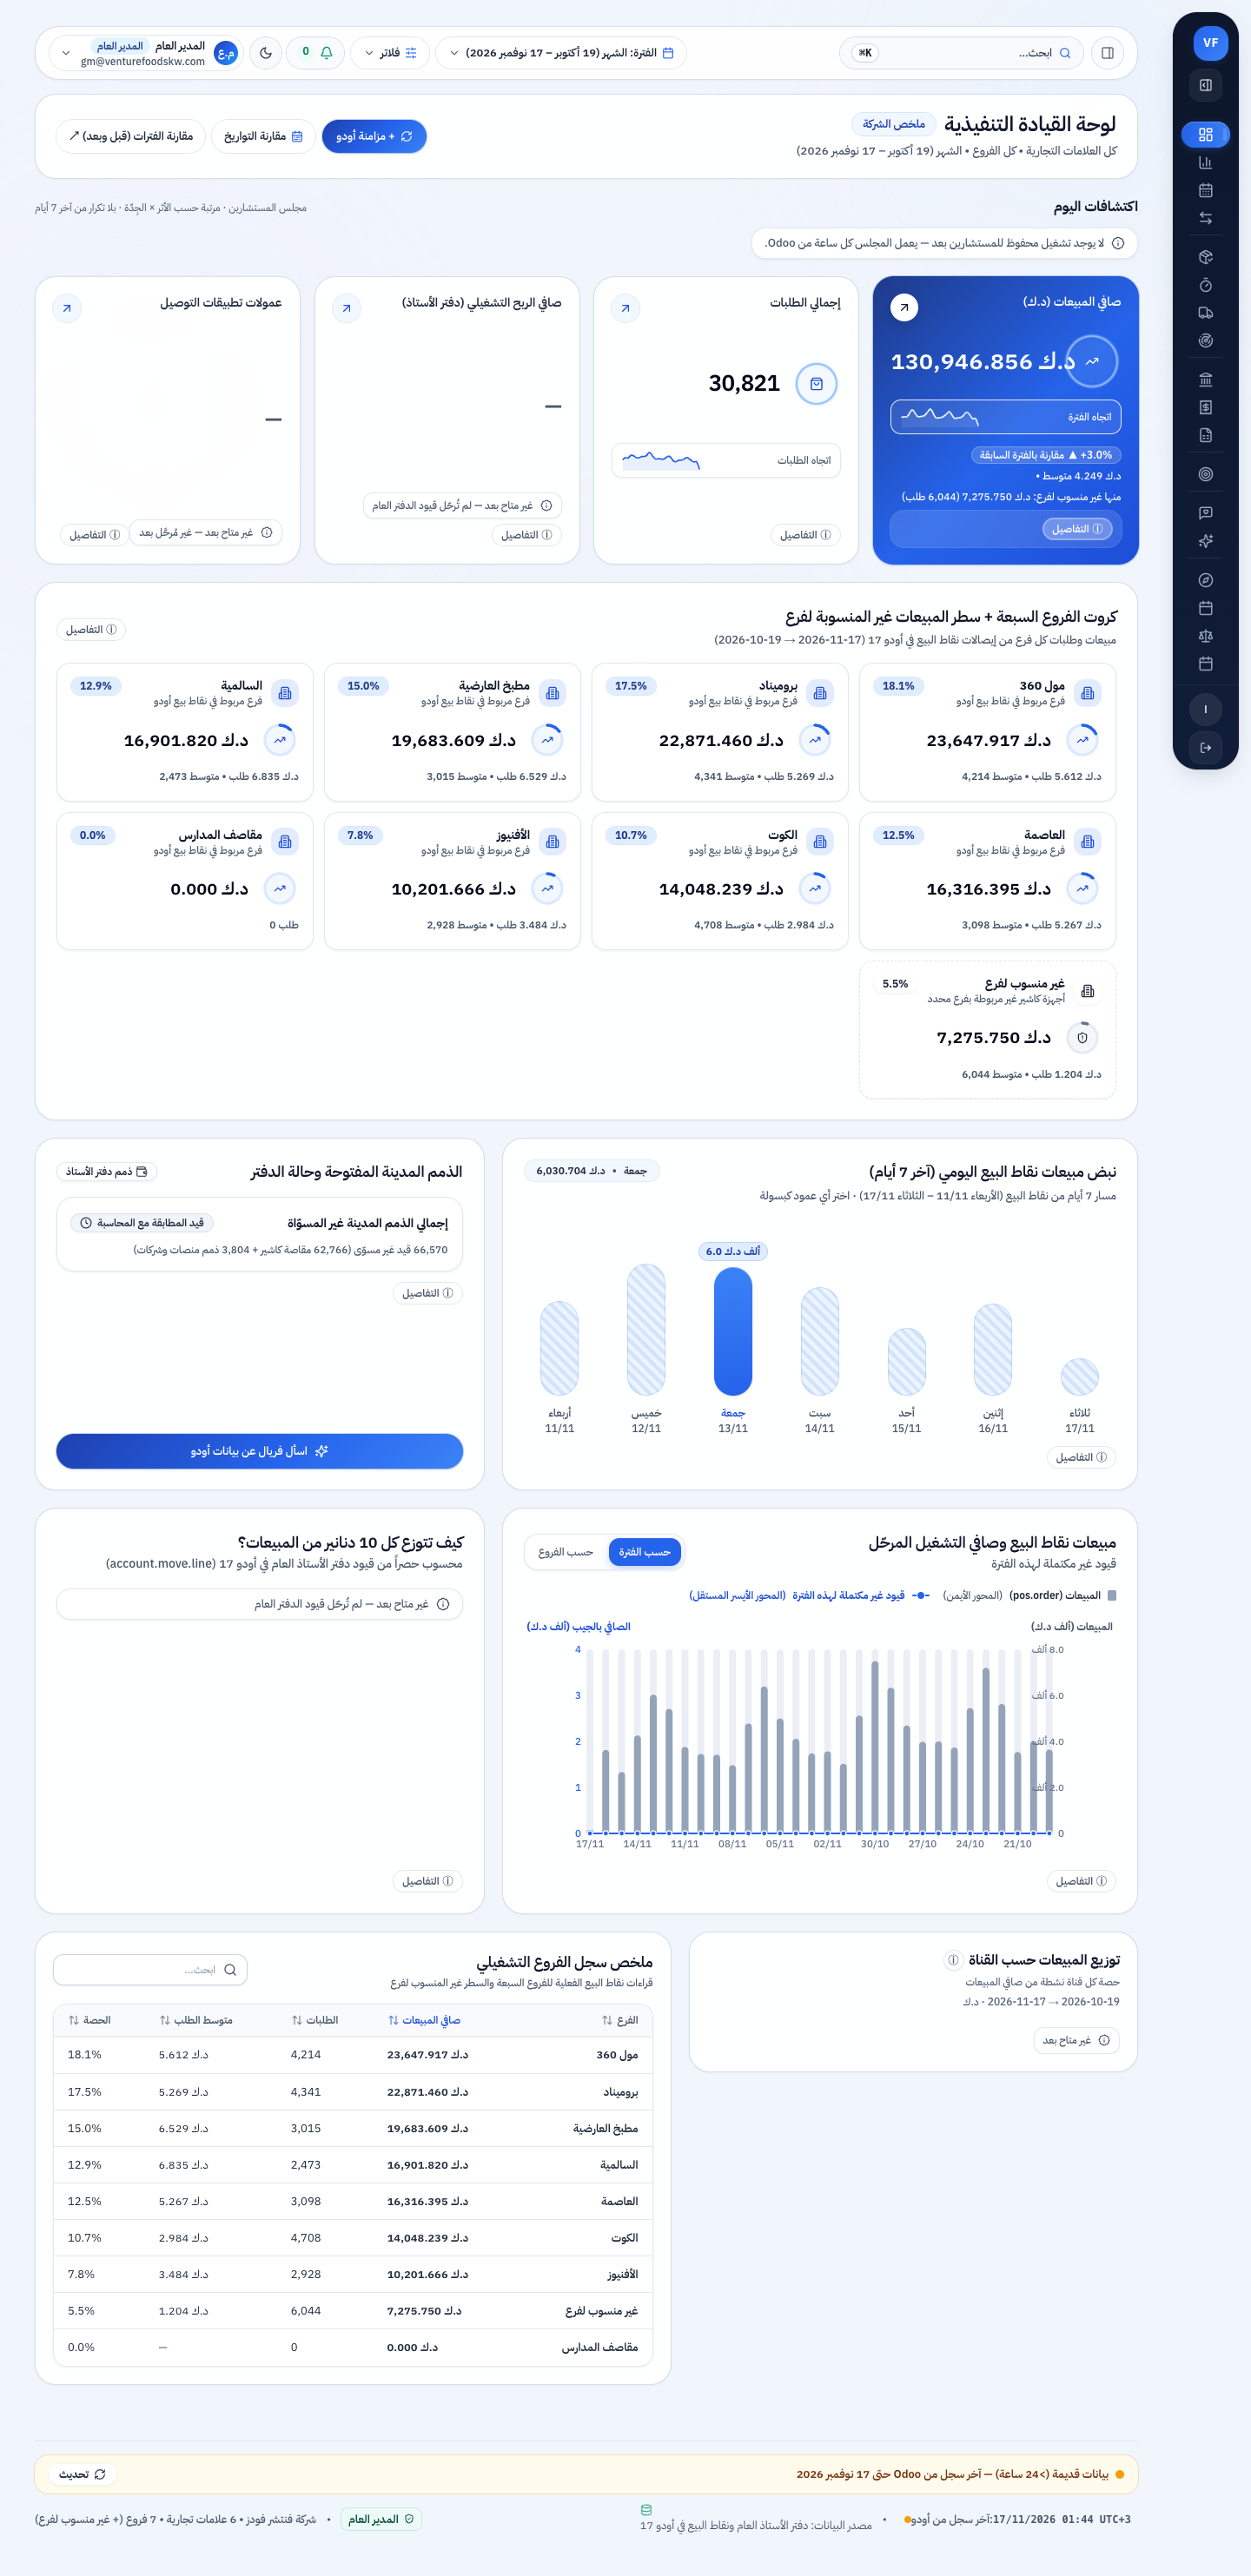 VF
ابحث...
⌘K
الفترة: الشهر (19 أكتوبر – 17 نوفمبر 2026)
فلاتر
0
م.ع
المدير العام
المدير العام
gm@venturefoodskw.com
لوحة القيادة التنفيذية
ملخص الشركة
كل العلامات التجارية • كل الفروع • الشهر (19 أكتوبر – 17 نوفمبر 2026)
+ مزامنة أودو
مقارنة التواريخ
مقارنة الفترات (قبل وبعد) ↗
اكتشافات اليوم
مجلس المستشارين · مرتبة حسب الأثر × الجِدّة · بلا تكرار من آخر 7 أيام
لا يوجد تشغيل محفوظ للمستشارين بعد — يعمل المجلس كل ساعة من Odoo.
صافي المبيعات (د.ك)
د.ك 130,946.856
اتجاه الفترة
+3.0% ▲ مقارنة بالفترة السابقة
د.ك 4.249 متوسط •
منها غير منسوب لفرع: د.ك 7,275.750 (6,044 طلب)
ⓘ التفاصيل
إجمالي الطلبات
30,821
اتجاه الطلبات
ⓘ التفاصيل
صافي الربح التشغيلي (دفتر الأستاذ)
—
غير متاح بعد — لم تُرحّل قيود الدفتر العام
ⓘ التفاصيل
عمولات تطبيقات التوصيل
—
غير متاح بعد — غير مُرحّل بعد
ⓘ التفاصيل
كروت الفروع السبعة + سطر المبيعات غير المنسوبة لفرع
مبيعات وطلبات كل فرع من إيصالات نقاط البيع في أودو 17 (2026-11-17 → 2026-10-19)
ⓘ التفاصيل
مول 360
18.1%
فرع مربوط في نقاط بيع أودو
د.ك 23,647.917
د.ك 5.612 طلب • متوسط 4,214
بروميناد
17.5%
فرع مربوط في نقاط بيع أودو
د.ك 22,871.460
د.ك 5.269 طلب • متوسط 4,341
مطبخ العارضية
15.0%
فرع مربوط في نقاط بيع أودو
د.ك 19,683.609
د.ك 6.529 طلب • متوسط 3,015
السالمية
12.9%
فرع مربوط في نقاط بيع أودو
د.ك 16,901.820
د.ك 6.835 طلب • متوسط 2,473
العاصمة
12.5%
فرع مربوط في نقاط بيع أودو
د.ك 16,316.395
د.ك 5.267 طلب • متوسط 3,098
الكوت
10.7%
فرع مربوط في نقاط بيع أودو
د.ك 14,048.239
د.ك 2.984 طلب • متوسط 4,708
الأفنيوز
7.8%
فرع مربوط في نقاط بيع أودو
د.ك 10,201.666
د.ك 3.484 طلب • متوسط 2,928
مقاصف المدارس
0.0%
فرع مربوط في نقاط بيع أودو
د.ك 0.000
طلب 0
غير منسوب لفرع
5.5%
أجهزة كاشير غير مربوطة بفرع محدد
د.ك 7,275.750
د.ك 1.204 طلب • متوسط 6,044
نبض مبيعات نقاط البيع اليومي (آخر 7 أيام)
جمعة • د.ك 6,030.704
مسار 7 أيام من نقاط البيع (الأربعاء 11/11 – الثلاثاء 17/11) · اختر أي عمود كبسولة
ألف د.ك 6.0
ثلاثاء
إثنين
أحد
سبت
جمعة
خميس
أربعاء
17/11
16/11
15/11
14/11
13/11
12/11
11/11
ⓘ التفاصيل
الذمم المدينة المفتوحة وحالة الدفتر
ذمم دفتر الأستاذ
إجمالي الذمم المدينة غير المسوّاة
قيد المطابقة مع المحاسبة
66,570 قيد غير مسوّى (62,766 مقاصة كاشير + 3,804 ذمم منصات وشركات)
ⓘ التفاصيل
اسأل فريال عن بيانات أودو
مبيعات نقاط البيع وصافي التشغيل المرحّل
قيود غير مكتملة لهذه الفترة
حسب الفترة
حسب الفروع
المبيعات (pos.order) (المحور الأيمن)
قيود غير مكتملة لهذه الفترة (المحور الأيسر المستقل)
المبيعات (ألف د.ك)
الصافي بالجيب (ألف د.ك)
8.0 ألف
6.0 ألف
4.0 ألف
2.0 ألف
0
4
3
2
1
0
21/10
24/10
27/10
30/10
02/11
05/11
08/11
11/11
14/11
17/11
ⓘ التفاصيل
كيف تتوزع كل 10 دنانير من المبيعات؟
محسوب حصراً من قيود دفتر الأستاذ العام في أودو 17 (account.move.line)
غير متاح بعد — لم تُرحّل قيود الدفتر العام
ⓘ التفاصيل
توزيع المبيعات حسب القناة ⓘ
حصة كل قناة نشطة من صافي المبيعات
2026-10-19 → 2026-11-17 · د.ك
غير متاح بعد
ملخص سجل الفروع التشغيلي
قراءات نقاط البيع الفعلية للفروع السبعة والسطر غير المنسوب لفرع
ابحث...
الفرع
صافي المبيعات
الطلبات
متوسط الطلب
الحصة
مول 360 د.ك 23,647.917 4,214 د.ك 5.612 18.1%
بروميناد د.ك 22,871.460 4,341 د.ك 5.269 17.5%
مطبخ العارضية د.ك 19,683.609 3,015 د.ك 6.529 15.0%
السالمية د.ك 16,901.820 2,473 د.ك 6.835 12.9%
العاصمة د.ك 16,316.395 3,098 د.ك 5.267 12.5%
الكوت د.ك 14,048.239 4,708 د.ك 2.984 10.7%
الأفنيوز د.ك 10,201.666 2,928 د.ك 3.484 7.8%
غير منسوب لفرع د.ك 7,275.750 6,044 د.ك 1.204 5.5%
مقاصف المدارس د.ك 0.000 0 — 0.0%
بيانات قديمة (>24 ساعة) — آخر سجل من Odoo حتى 17 نوفمبر 2026
تحديث
17/11/2026 01:44 UTC+3:آخر سجل من أودو
•
مصدر البيانات: دفتر الأستاذ العام ونقاط البيع في أودو 17
المدير العام
• شركة فنتشر فودز • 6 علامات تجارية • 7 فروع (+ غير منسوب لفرع)